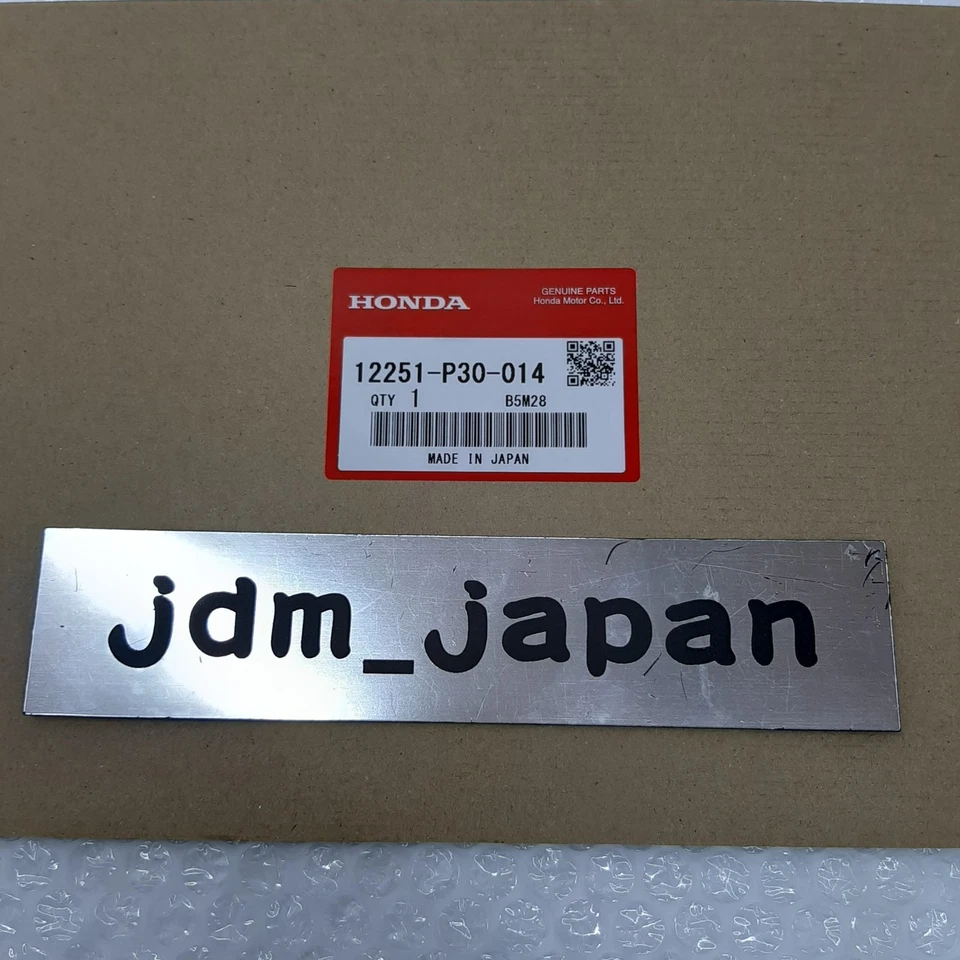 HONDA
GENUINE PARTS
Honda Motor Co., Ltd.
12251-P30-014
QTY 1 B5M28
MADE IN JAPAN
jdm_japan